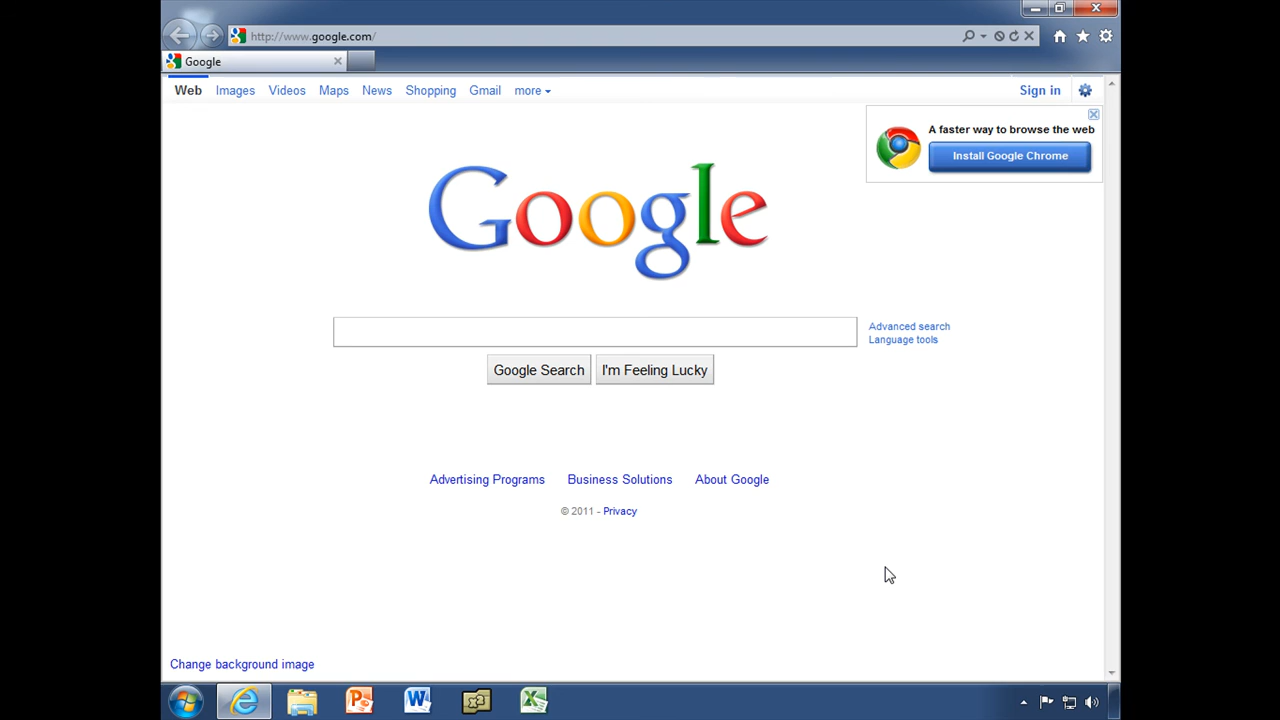 http://www.google.com/
Google
Web Images Videos Maps News Shopping Gmail more Sign in
A faster way to browse the web
Install Google Chrome
Google
Advanced search
Language tools
Google Search I'm Feeling Lucky
Advertising Programs Business Solutions About Google
© 2011 - Privacy
Change background image